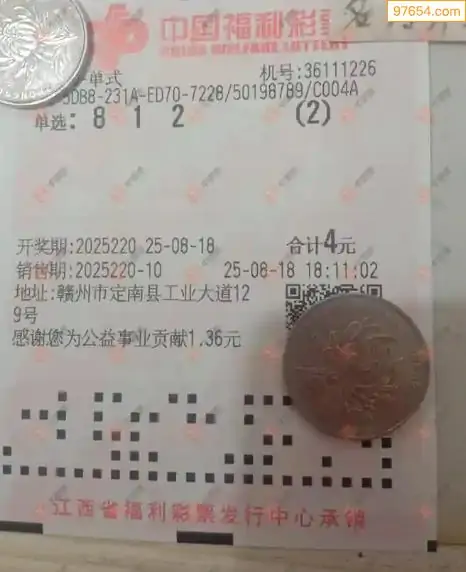 97654.com
中国福利彩票
CHINA WELFARE LOTTERY
单式 机号:36111226
5DB8-231A-ED70-7228/50198789/C004A
单选: 8 1 2 (2)
开奖期:2025220 25-08-18 合计4元
销售期:2025220-10 25-08-18 18:11:02
地址:赣州市定南县工业大道12
9号
感谢您为公益事业贡献1.36元
江西省福利彩票发行中心承销